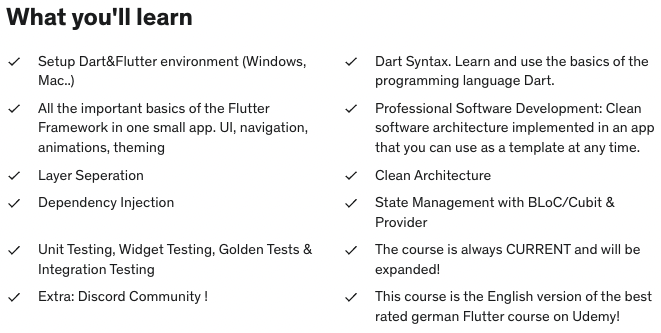 What you'll learn
Setup Dart&Flutter environment (Windows,
Mac..)
Dart Syntax. Learn and use the basics of the
programming language Dart.
All the important basics of the Flutter
Framework in one small app. UI, navigation,
animations, theming
Professional Software Development: Clean
software architecture implemented in an app
that you can use as a template at any time.
Layer Seperation
Clean Architecture
Dependency Injection
State Management with BLoC/Cubit &
Provider
Unit Testing, Widget Testing, Golden Tests &
Integration Testing
The course is always CURRENT and will be
expanded!
Extra: Discord Community !
This course is the English version of the best
rated german Flutter course on Udemy!